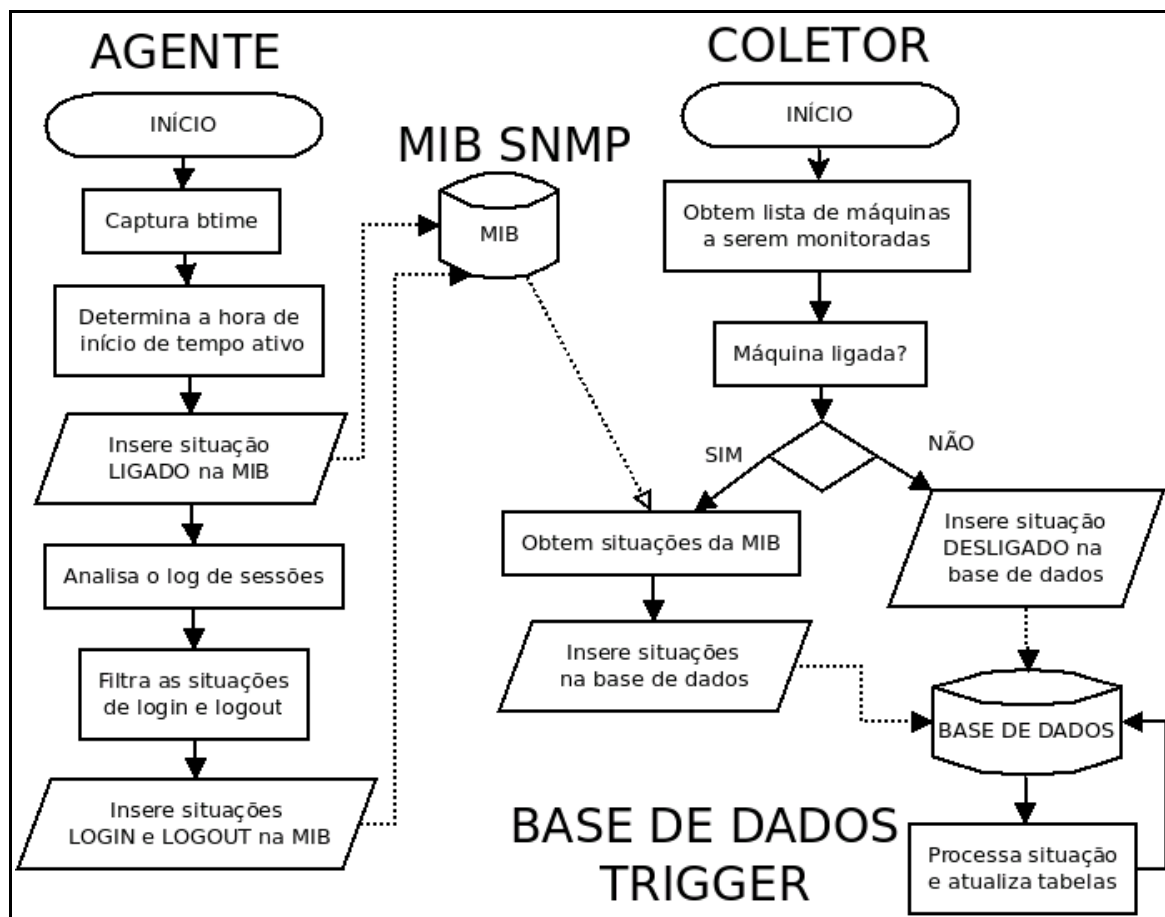 AGENTE
INÍCIO
Captura btime
Determina a hora de
início de tempo ativo
Insere situação
LIGADO na MIB
Analisa o log de sessões
Filtra as situações
de login e logout
Insere situações
LOGIN e LOGOUT na MIB
MIB SNMP
MIB
COLETOR
INÍCIO
Obtem lista de máquinas
a serem monitoradas
Máquina ligada?
SIM
NÃO
Obtem situações da MIB
Insere situações
na base de dados
Insere situação
DESLIGADO na
base de dados
BASE DE DADOS
BASE DE DADOS
TRIGGER
Processa situação
e atualiza tabelas